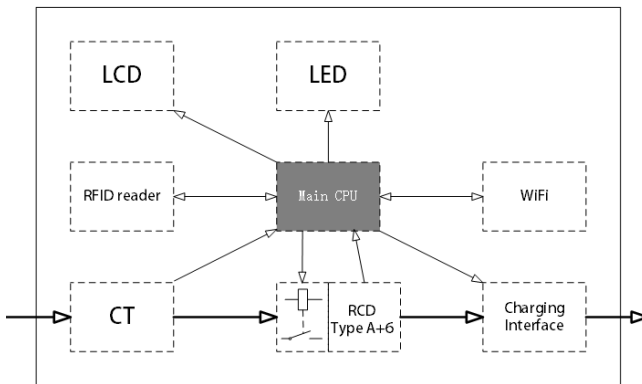 LCD
LED
RFID reader
Main CPU
WiFi
CT
RCD
Type A+6
Charging
Interface